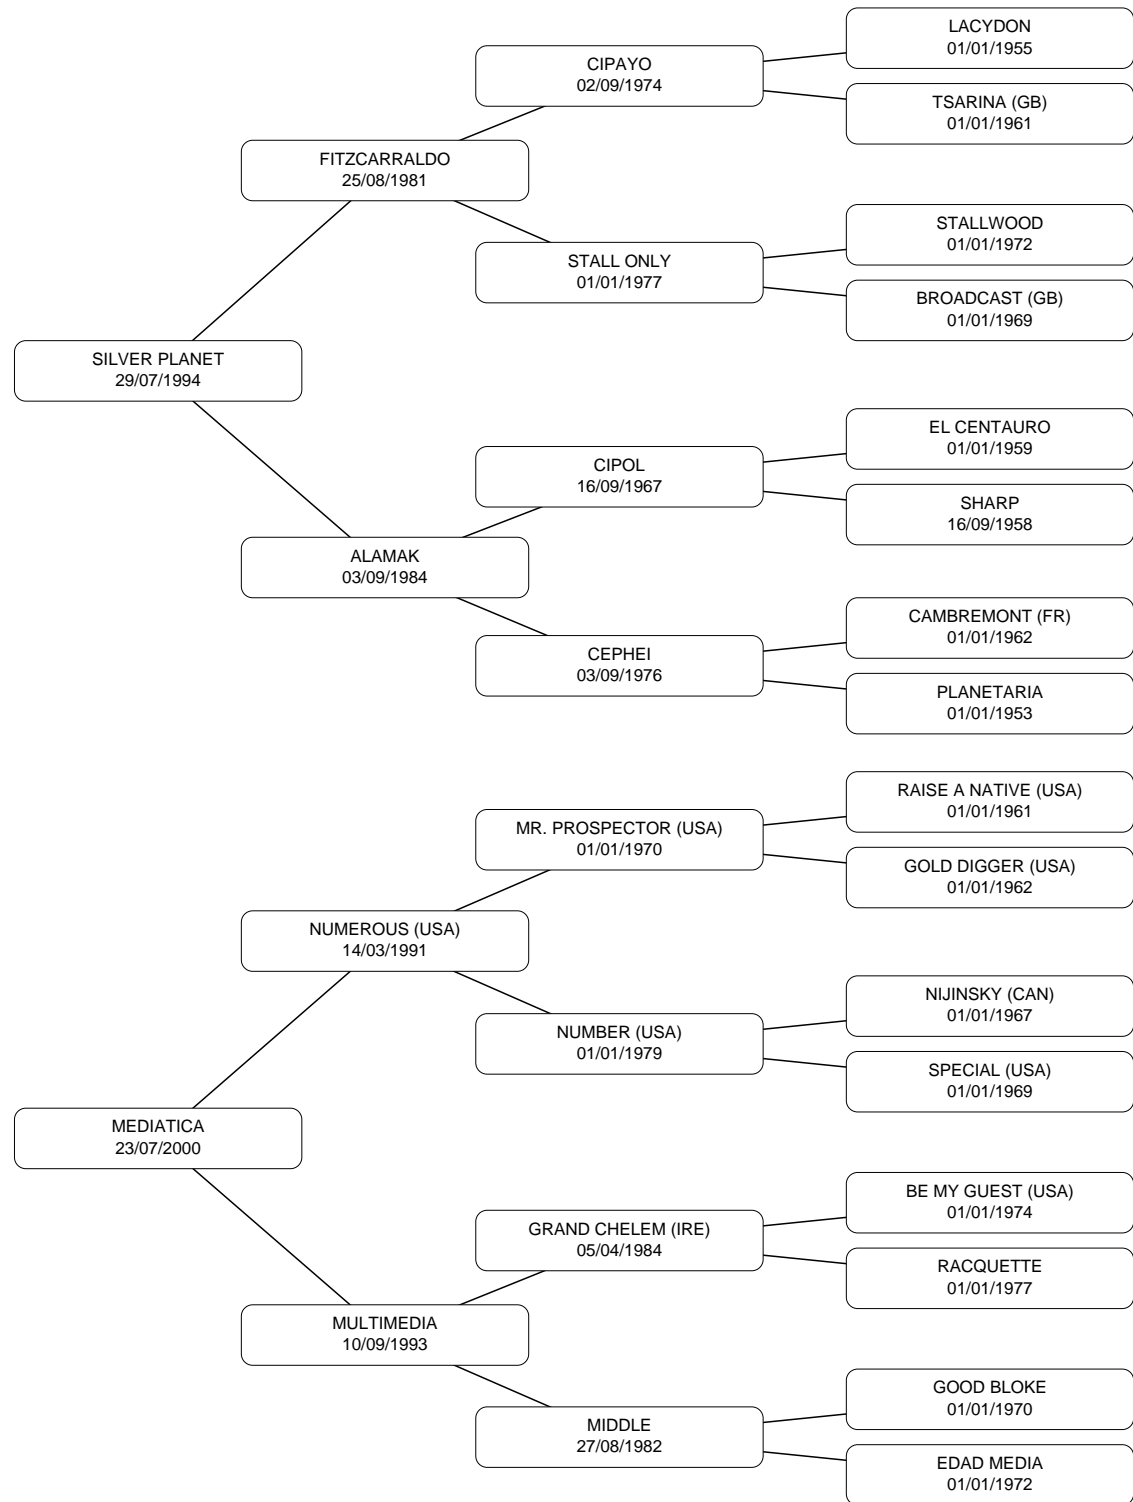 LACYDON
01/01/1955
CIPAYO
02/09/1974
TSARINA (GB)
01/01/1961
FITZCARRALDO
25/08/1981
STALLWOOD
01/01/1972
STALL ONLY
01/01/1977
BROADCAST (GB)
01/01/1969
SILVER PLANET
29/07/1994
EL CENTAURO
01/01/1959
CIPOL
16/09/1967
SHARP
16/09/1958
ALAMAK
03/09/1984
CAMBREMONT (FR)
01/01/1962
CEPHEI
03/09/1976
PLANETARIA
01/01/1953
RAISE A NATIVE (USA)
01/01/1961
MR. PROSPECTOR (USA)
01/01/1970
GOLD DIGGER (USA)
01/01/1962
NUMEROUS (USA)
14/03/1991
NIJINSKY (CAN)
01/01/1967
NUMBER (USA)
01/01/1979
SPECIAL (USA)
01/01/1969
MEDIATICA
23/07/2000
BE MY GUEST (USA)
01/01/1974
GRAND CHELEM (IRE)
05/04/1984
RACQUETTE
01/01/1977
MULTIMEDIA
10/09/1993
GOOD BLOKE
01/01/1970
MIDDLE
27/08/1982
EDAD MEDIA
01/01/1972